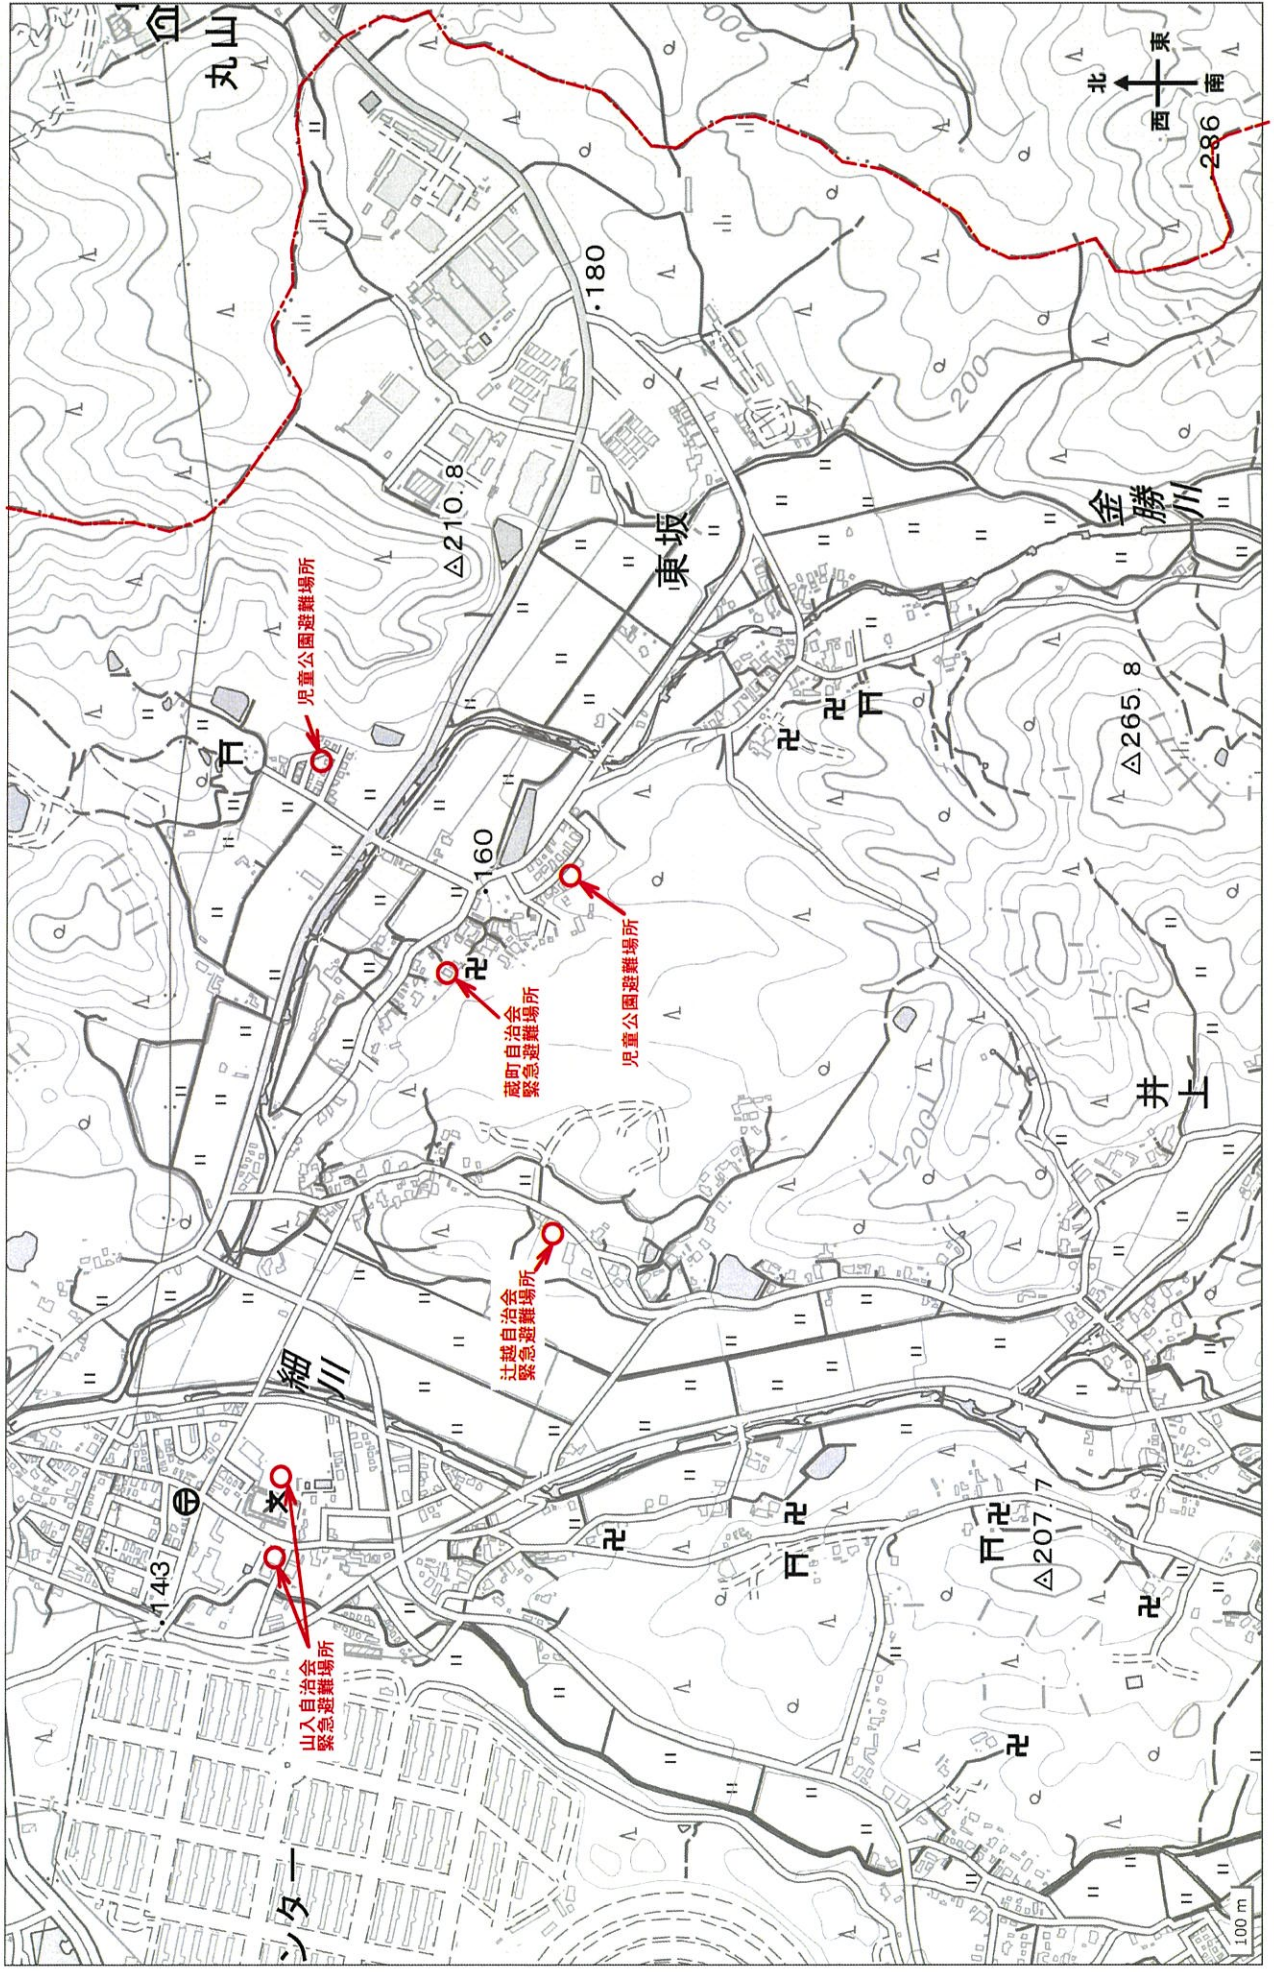 ンター
143
山入自治会
緊急避難場所
文
細川
辻越自治会
緊急避難場所
蔵町自治会
緊急避難場所
160
児童公園避難場所
児童公園避難場所
210.8
180
東坂
丸山
200
北
西
東
南
286
200
金勝川
265.8
井上
200
207.7
100 m